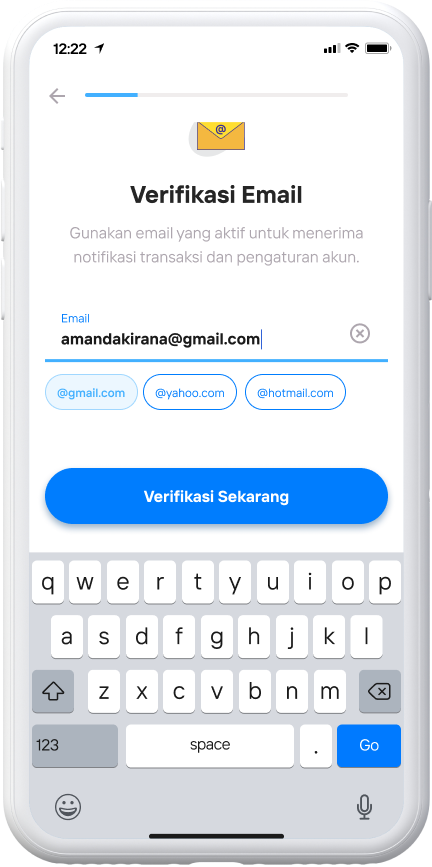 12:22
@
Verifikasi Email
Gunakan email yang aktif untuk menerima
notifikasi transaksi dan pengaturan akun.
Email
amandakirana@gmail.com
@gmail.com @yahoo.com @hotmail.com
Verifikasi Sekarang
q w e r t y u i o p
a s d f g h j k l
z x c v b n m
123 space . Go